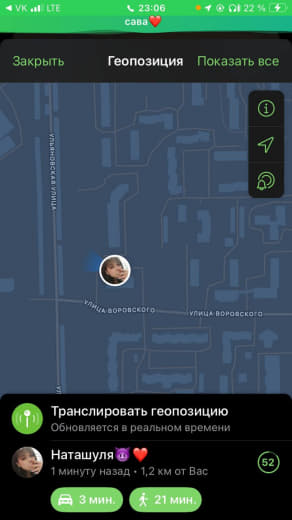 VK LTE 23:06 22 %
сава❤️
Закрыть Геопозиция Показать все
УЛЬЯНОВСКАЯ УЛИЦА
УЛИЦА ВОРОВСКОГО
УЛИЦА ВОРОВСКОГО
УЛ
Транслировать геопозицию
Обновляется в реальном времени
Наташуля😈❤️
1 минуту назад • 1,2 км от Вас
52
3 мин. 21 мин.